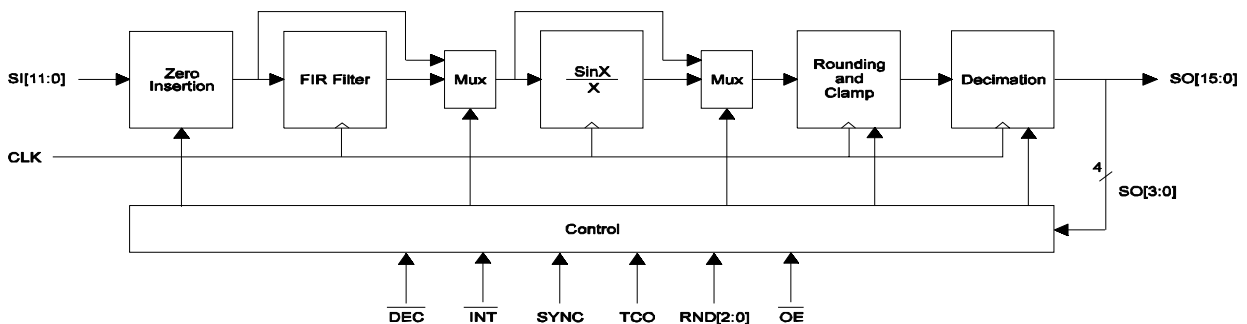 SI[11:0]
Zero
Insertion
FIR Filter
Mux
SinX
X
Mux
Rounding
and
Clamp
Decimation
SO[15:0]
CLK
4
SO[3:0]
Control
DEC
INT
SYNC
TCO
RND[2:0]
OE